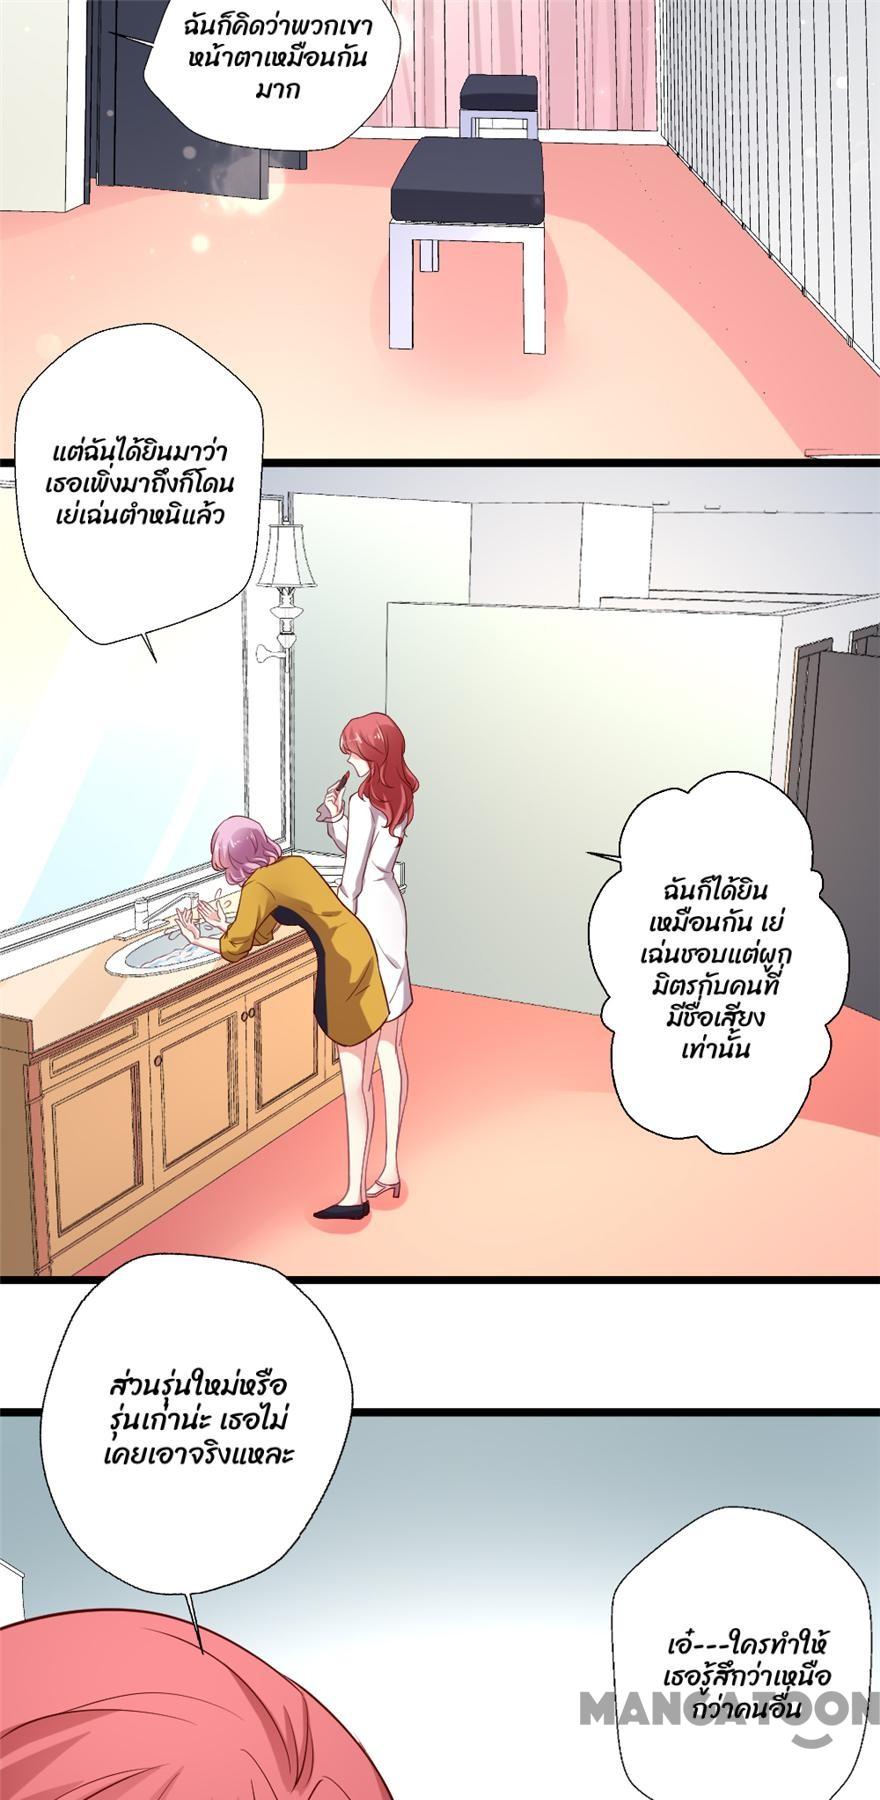 ฉันก็คิดว่าพวกเขา
หน้าตาเหมือนกัน
มาก
แต่ฉันได้ยินมาว่า
เธอเพิ่งมาถึงก็โดน
เย่เฉ่นตำหนิแล้ว
ฉันก็ได้ยิน
เหมือนกัน เย่
เฉ่นชอบแต่ผูก
มิตรกับคนที่
มีชื่อเสียง
เท่านั้น
ส่วนรุ่นใหม่หรือ
รุ่นเก๋าน่ะ เธอไม่
เคยเอาจริงแหละ
เอ๋---ใครทำให้
เธอรู้สึกว่าเหนือ
กว่าคนอื่น
MANGATOON